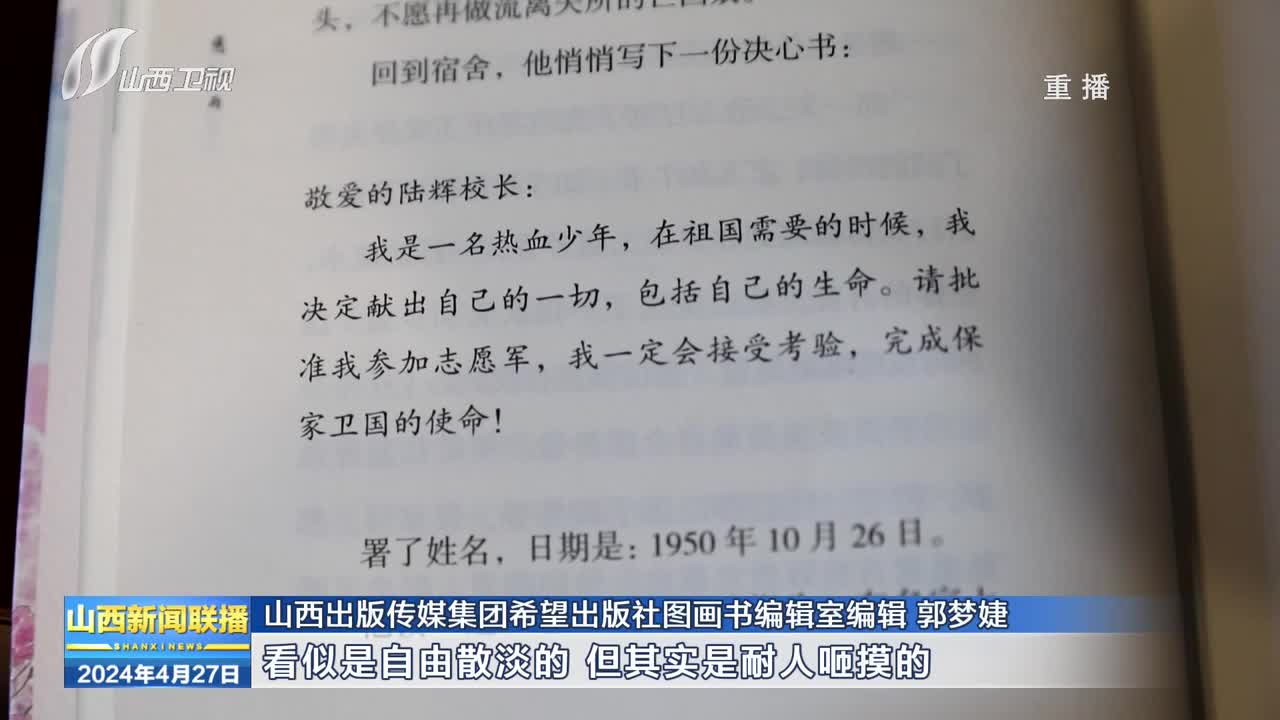 头，不愿再做流离失所的亡国奴。
回到宿舍，他悄悄写下一份决心书：
山西卫视
重播
敬爱的陆辉校长：
我是一名热血少年，在祖国需要的时候，我
决定献出自己的一切，包括自己的生命。请批
准我参加志愿军，我一定会接受考验，完成保
家卫国的使命！
署了姓名，日期是：1950年10月26日。
山西新闻联播
SHANXI NEWS
2024年4月27日
山西出版传媒集团希望出版社图画书编辑室编辑 郭梦婕
看似是自由散淡的 但其实是耐人咂摸的